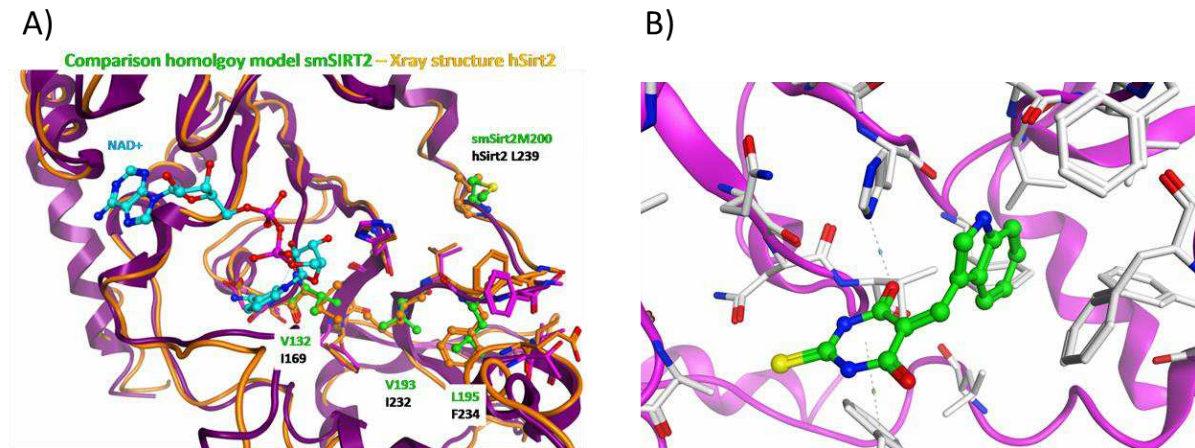 A)
B)
Comparison homolgoy model smSIRT2 – Xray structure hSirt2
NAD+
smSirt2M200
hSirt2 L239
V132
I169
V193
I232
L195
F234